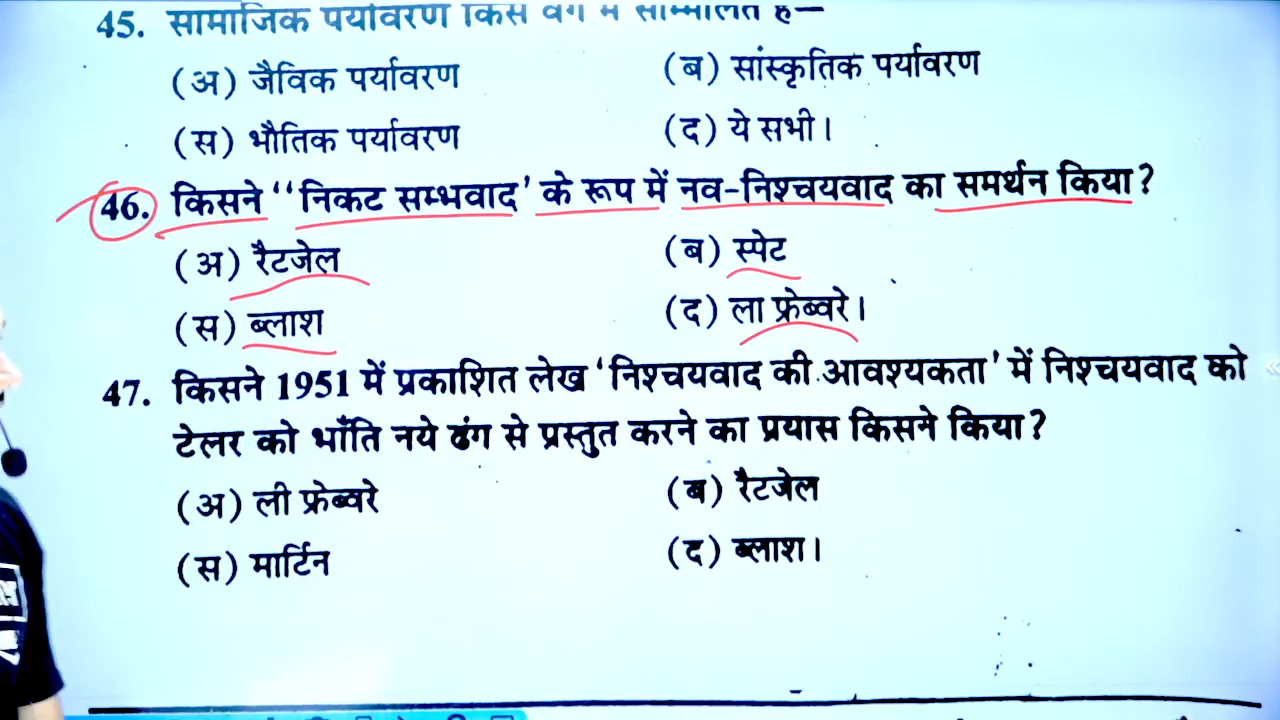 45. सामाजिक पर्यावरण किस वर्ग में सम्मिलित है—
(अ) जैविक पर्यावरण (ब) सांस्कृतिक पर्यावरण
(स) भौतिक पर्यावरण (द) ये सभी।
46. किसने ‘‘निकट सम्भवाद’ के रूप में नव-निश्चयवाद का समर्थन किया?
(अ) रैटजेल (ब) स्पेट
(स) ब्लाश (द) ला फ्रेब्वरे।
47. किसने 1951 में प्रकाशित लेख ‘निश्चयवाद की आवश्यकता’ में निश्चयवाद को
टेलर को भाँति नये ढंग से प्रस्तुत करने का प्रयास किसने किया?
(अ) ली फ्रेब्वरे (ब) रैटजेल
(स) मार्टिन (द) ब्लाश।